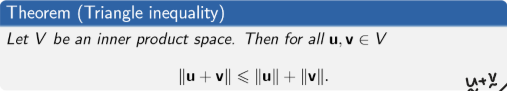 Theorem (Triangle inequality)
Let V be an inner product space. Then for all u, v ∈ V
‖u + v‖ ⩽ ‖u‖ + ‖v‖.
u+v